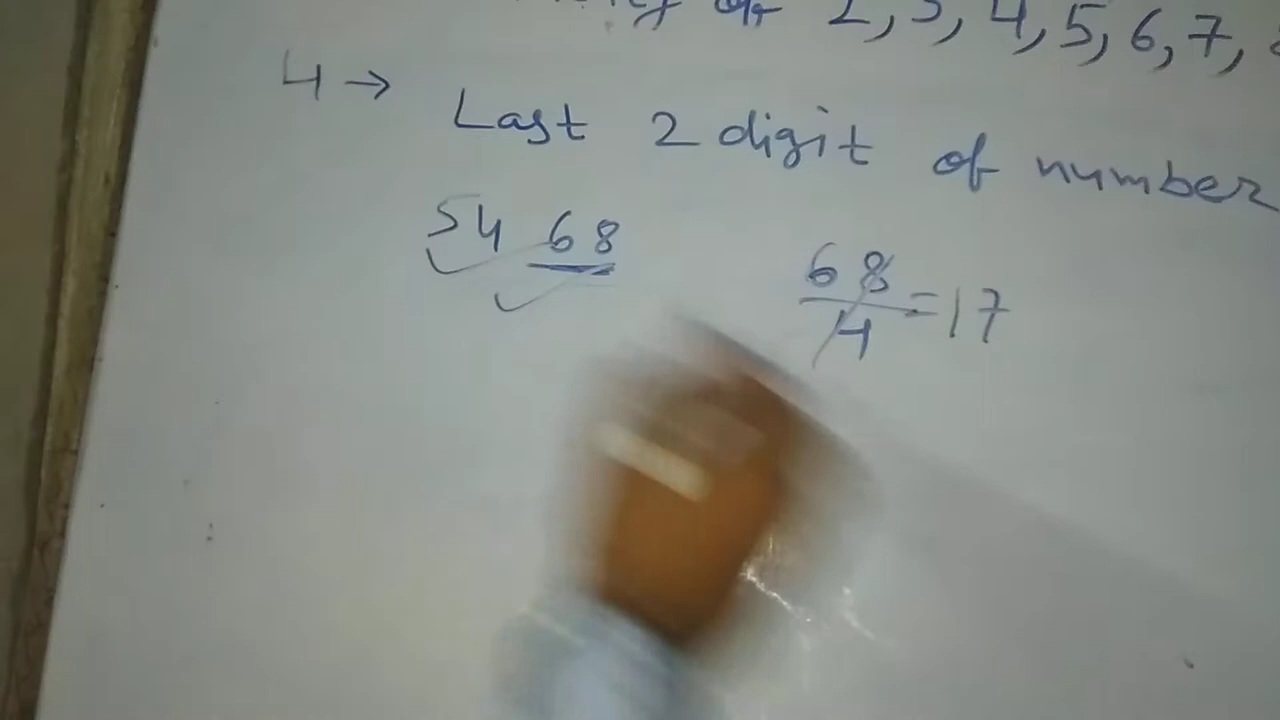 2, 3, 4, 5, 6, 7,
4 → Last 2 digit of number
5468
68/4 = 17